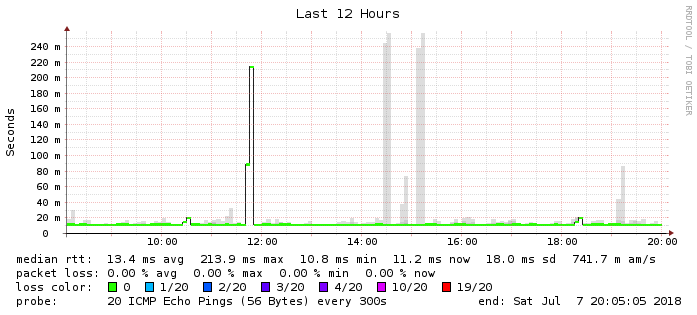 Last 12 Hours
RRDTOOL / TOBI OETIKER
Seconds
240 m
220 m
200 m
180 m
160 m
140 m
120 m
100 m
80 m
60 m
40 m
20 m
0
10:00 12:00 14:00 16:00 18:00 20:00
median rtt: 13.4 ms avg 213.9 ms max 10.8 ms min 11.2 ms now 18.0 ms sd 741.7 m am/s
packet loss: 0.00 % avg 0.00 % max 0.00 % min 0.00 % now
loss color: 0 1/20 2/20 3/20 4/20 10/20 19/20
probe: 20 ICMP Echo Pings (56 Bytes) every 300s end: Sat Jul 7 20:05:05 2018